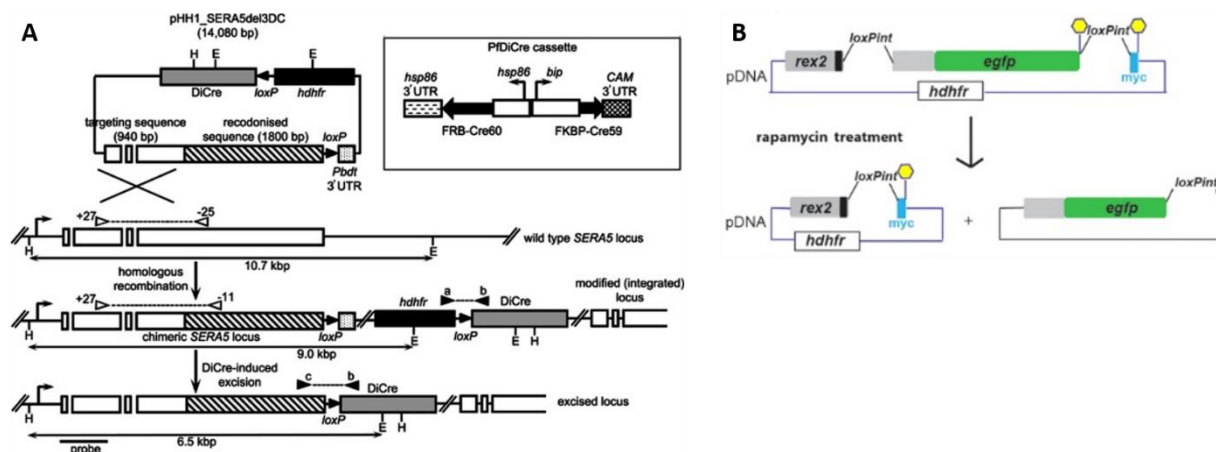 A
pHH1_SERA5del3DC
(14,080 bp)
H E E
DiCre loxP hdhfr
targeting sequence recodonised
(940 bp) sequence (1800 bp) loxP
Pbdt
3' UTR
PfDiCre cassette
hsp86 hsp86 bip CAM
3' UTR 3' UTR
FRB-Cre60 FKBP-Cre59
+27 -25
wild type SERA5 locus
H E
10.7 kbp
homologous
recombination
+27 -11
a b
hdhfr DiCre
modified (integrated)
locus
chimeric SERA5 locus loxP loxP
H E E H
9.0 kbp
DiCre-induced
excision
c b
DiCre
loxP excised locus
H E H
6.5 kbp
probe
B
loxPint loxPint
rex2 egfp
pDNA myc
hdhfr
rapamycin treatment
loxPint loxPint
rex2 egfp
pDNA myc +
hdhfr